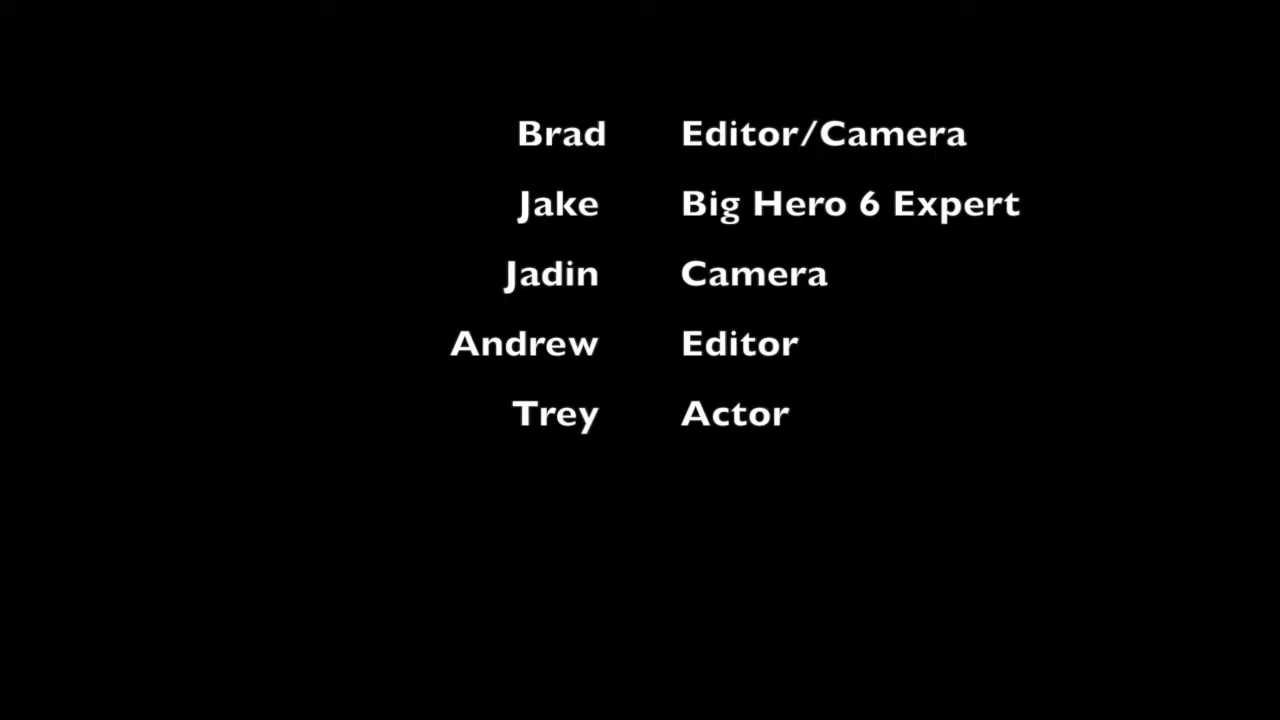 Brad Editor/Camera
Jake Big Hero 6 Expert
Jadin Camera
Andrew Editor
Trey Actor